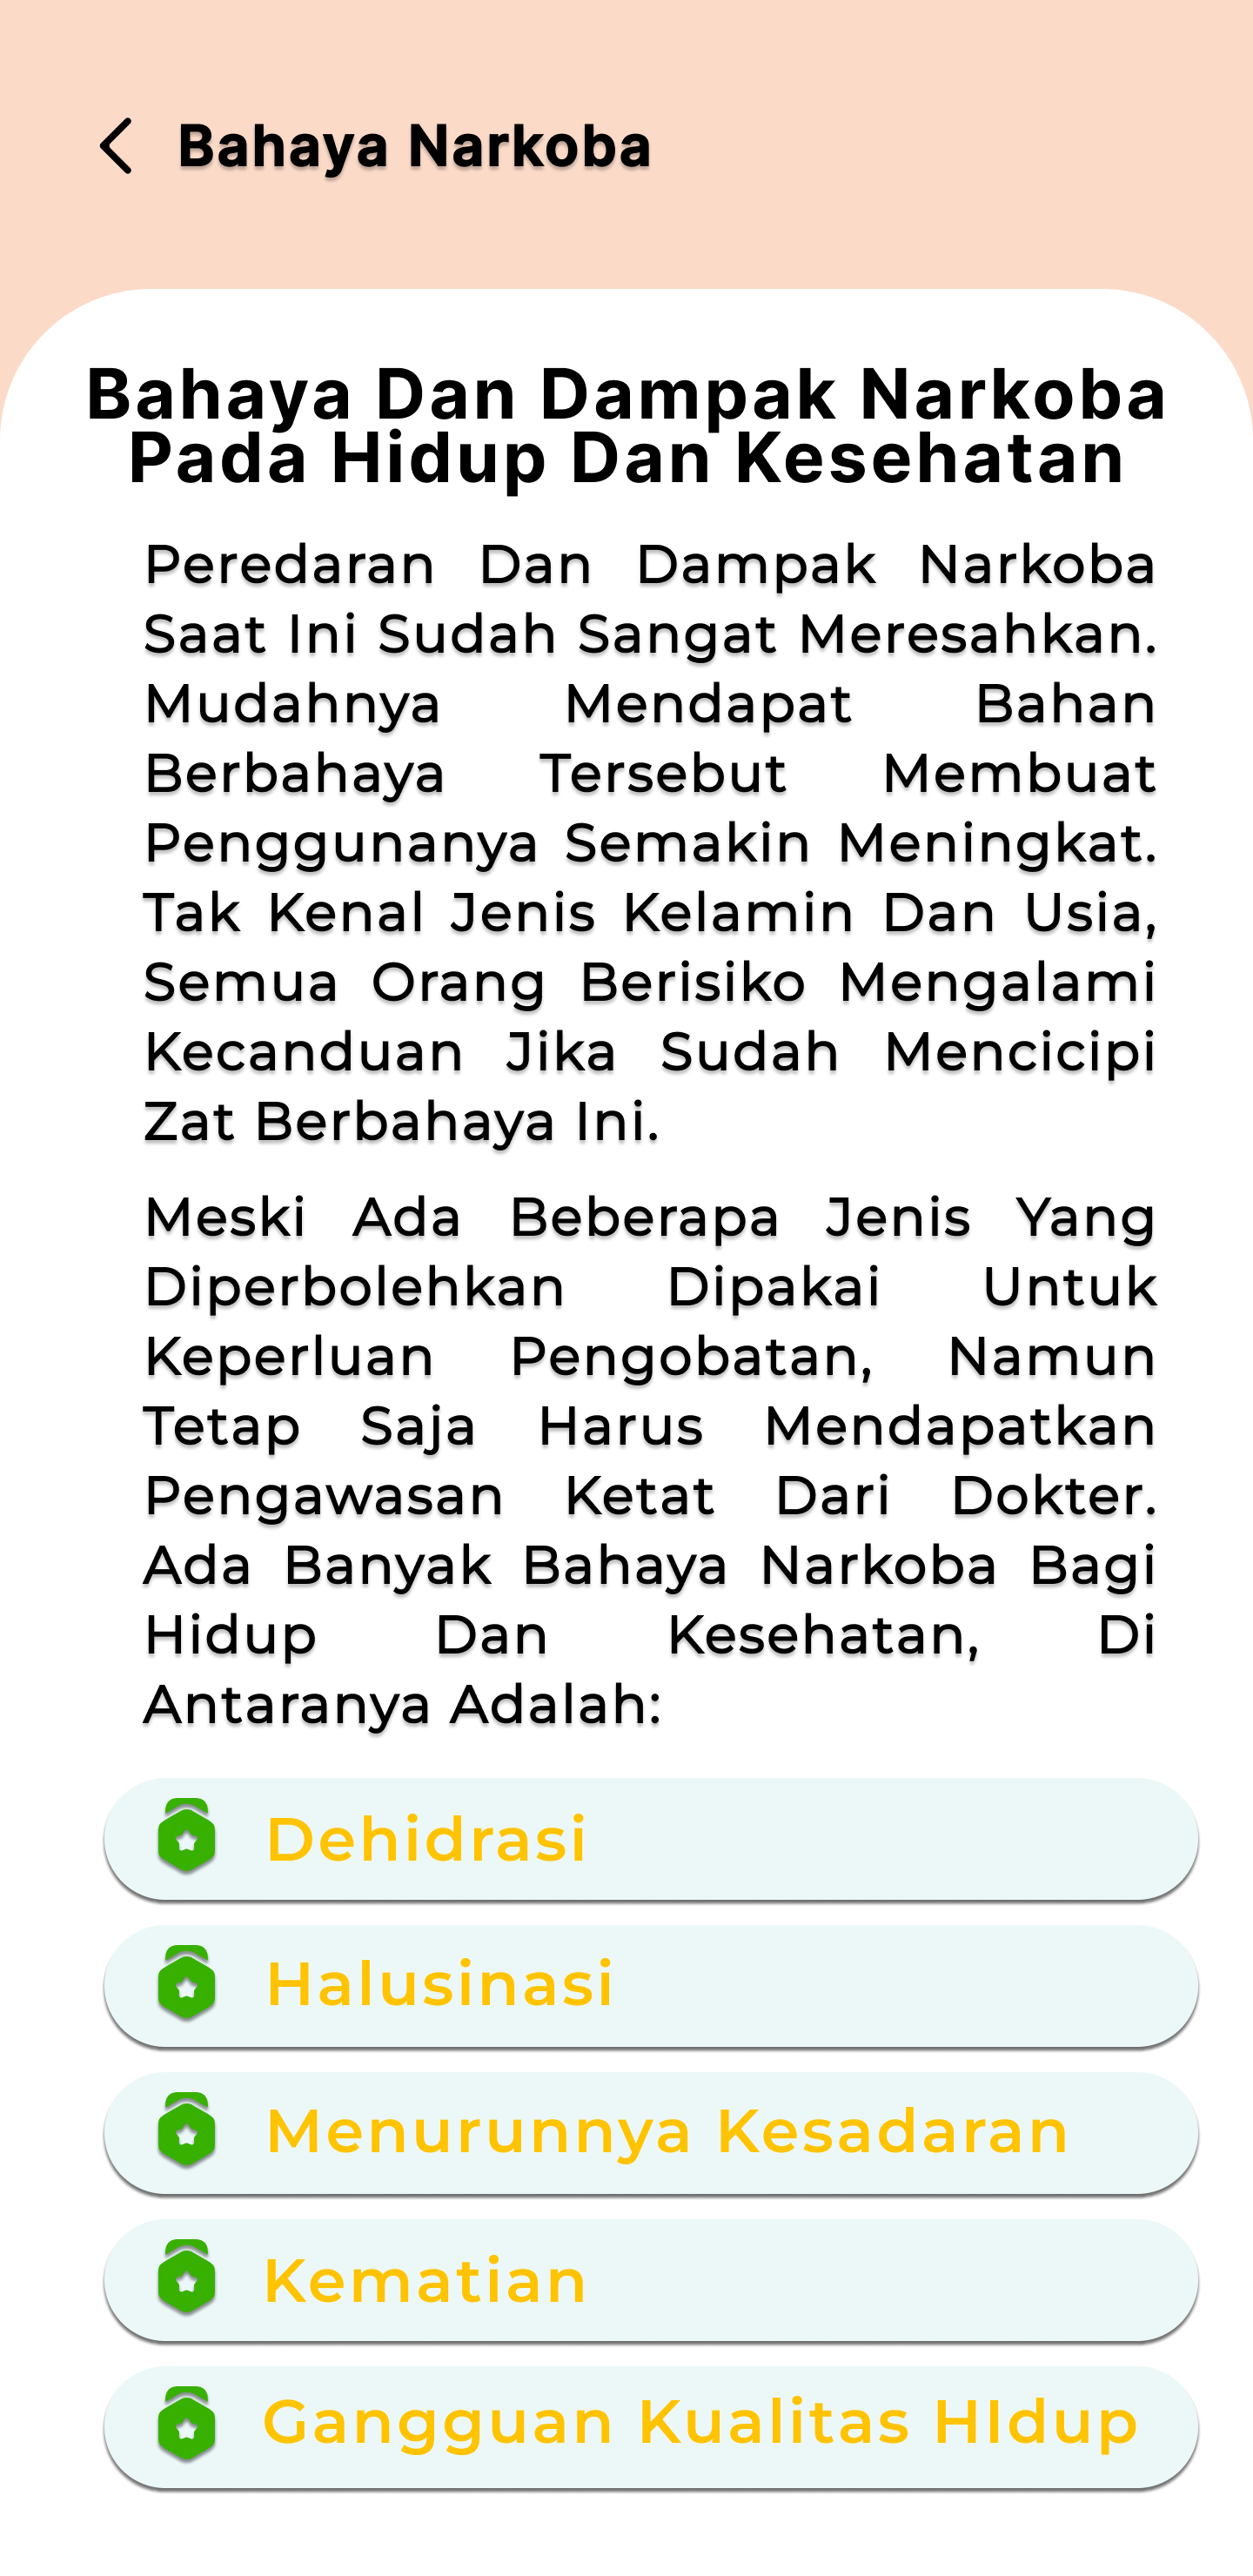 Bahaya Narkoba
Bahaya Dan Dampak Narkoba
Pada Hidup Dan Kesehatan
Peredaran Dan Dampak Narkoba
Saat Ini Sudah Sangat Meresahkan.
Mudahnya Mendapat Bahan
Berbahaya Tersebut Membuat
Penggunanya Semakin Meningkat.
Tak Kenal Jenis Kelamin Dan Usia,
Semua Orang Berisiko Mengalami
Kecanduan Jika Sudah Mencicipi
Zat Berbahaya Ini.
Meski Ada Beberapa Jenis Yang
Diperbolehkan Dipakai Untuk
Keperluan Pengobatan, Namun
Tetap Saja Harus Mendapatkan
Pengawasan Ketat Dari Dokter.
Ada Banyak Bahaya Narkoba Bagi
Hidup Dan Kesehatan, Di
Antaranya Adalah:
Dehidrasi
Halusinasi
Menurunnya Kesadaran
Kematian
Gangguan Kualitas HIdup